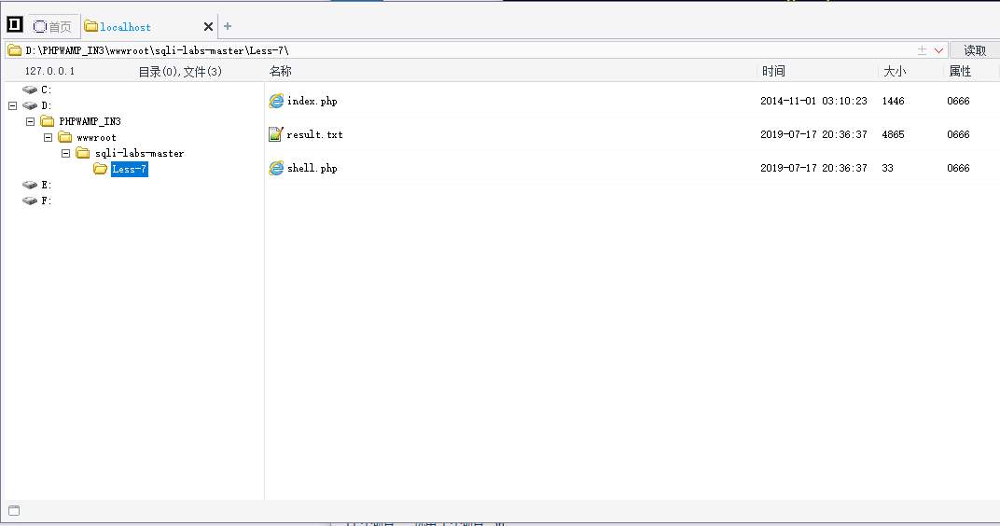 首页 localhost
D:\PHPWAMP_IN3\wwwroot\sqli-labs-master\Less-7\ 读取
127.0.0.1 目录(0),文件(3) 名称 时间 大小 属性
C:
D:
PHPWAMP_IN3
wwwroot
sqli-labs-master
Less-7
E:
F:
index.php 2014-11-01 03:10:23 1446 0666
result.txt 2019-07-17 20:36:37 4865 0666
shell.php 2019-07-17 20:36:37 33 0666